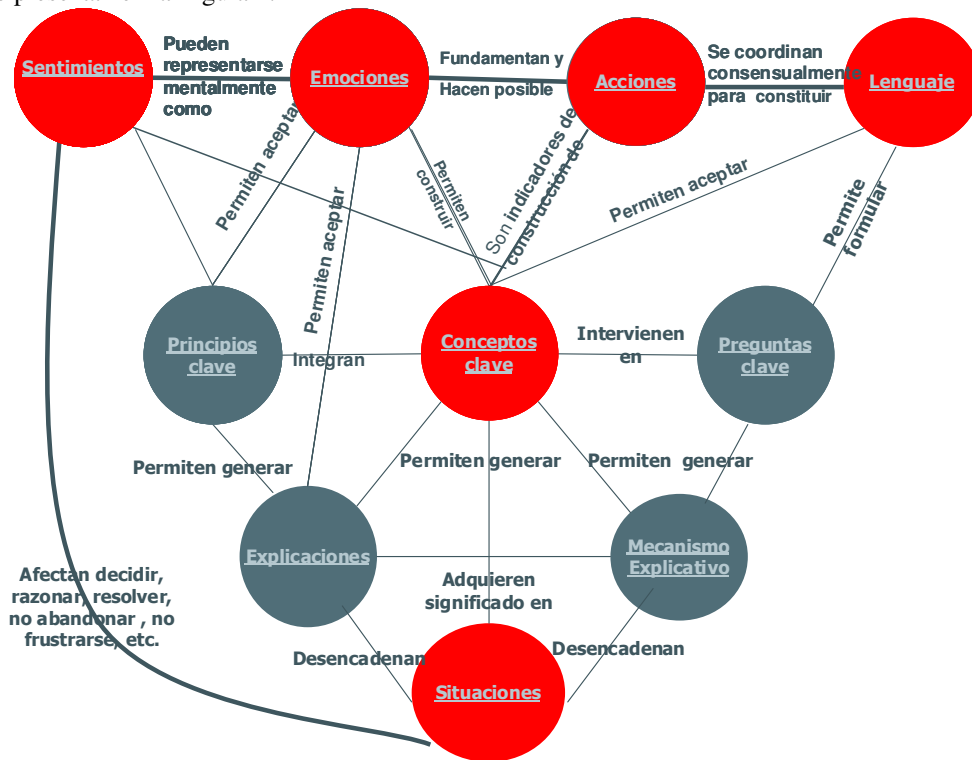 Sentimientos
Pueden
representarse
mentalmente
como
Emociones
Fundamentan y
Hacen posible
Acciones
Se coordinan
consensualmente
para constituir
Lenguaje
Permiten aceptar
Permiten aceptar
Permiten
construir
Son indicadores de
construcción de
Permiten aceptar
Permite
formular
Principios
clave
Integran
Conceptos
clave
Intervienen
en
Preguntas
clave
Permiten generar
Permiten generar
Permiten generar
Explicaciones
Mecanismo
Explicativo
Afectan decidir,
razonar, resolver,
no abandonar , no
frustrarse, etc.
Adquieren
significado en
Desencadenan
Desencadenan
Situaciones